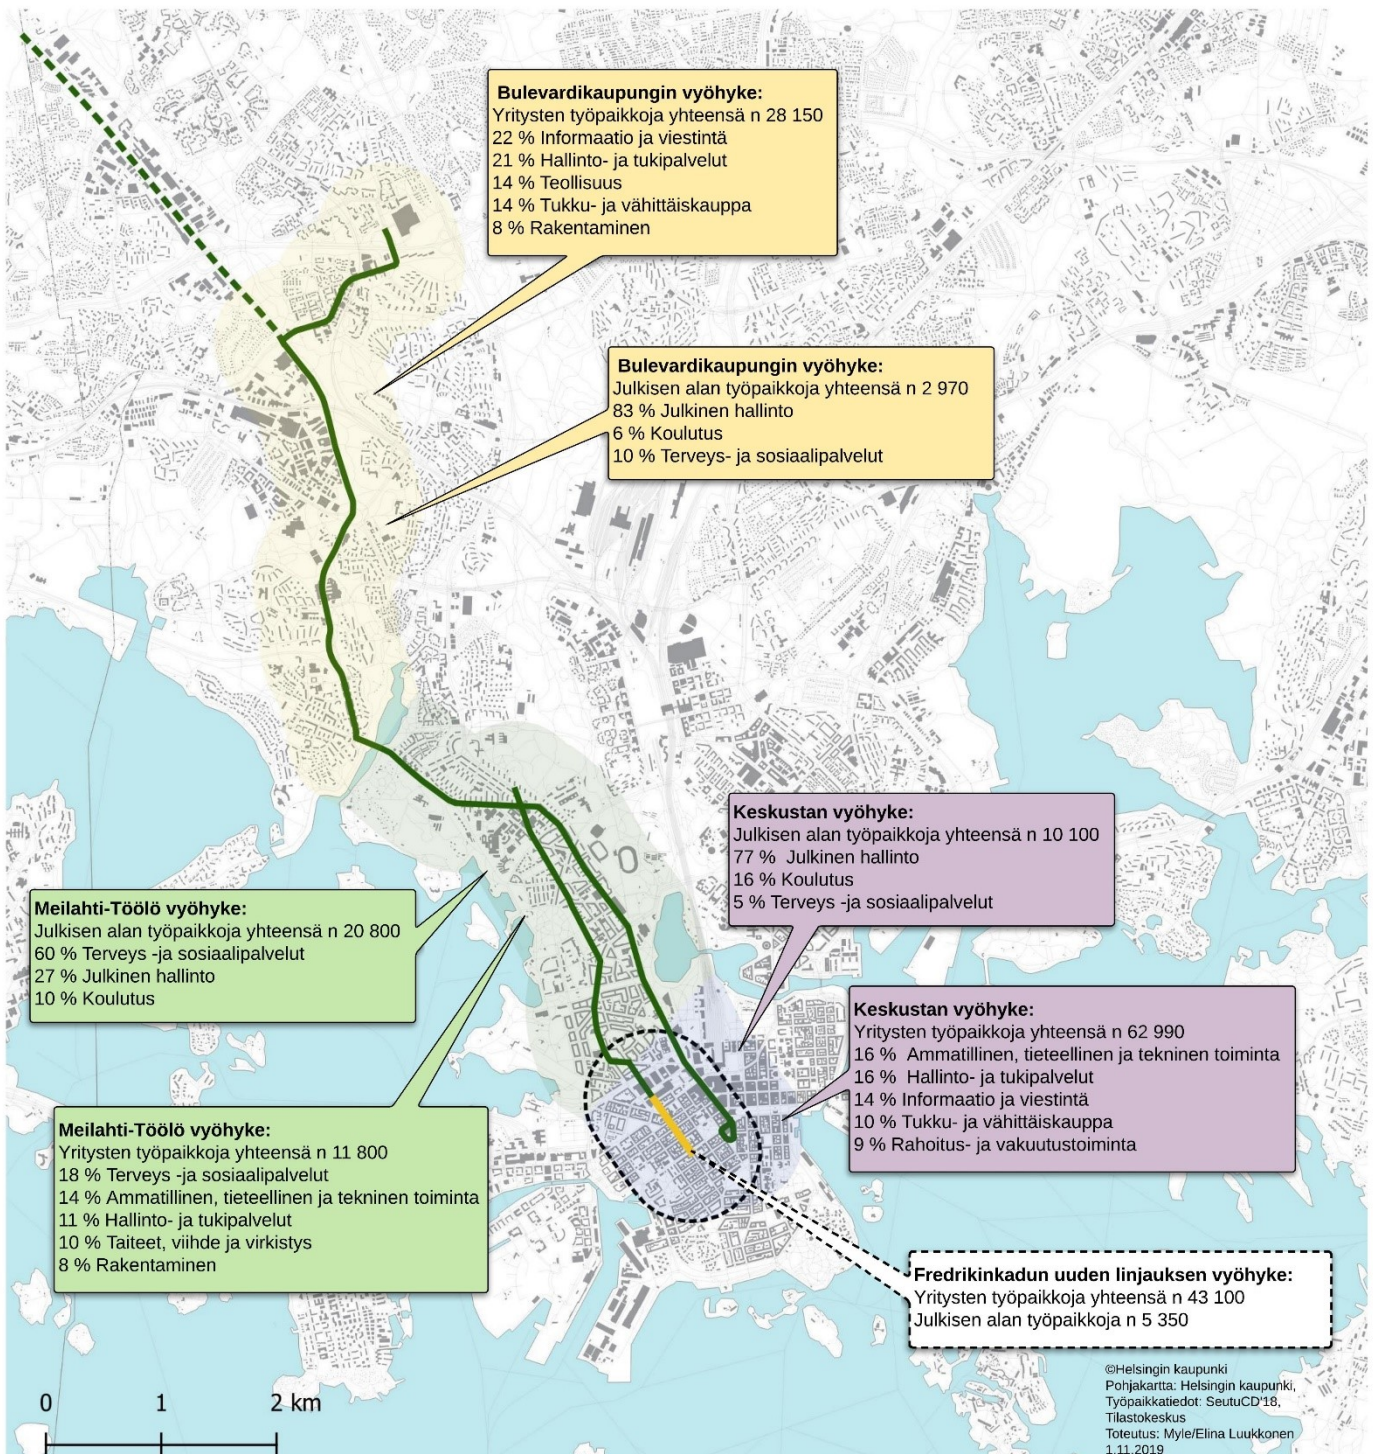 Bulevardikaupungin vyöhyke:
Yritysten työpaikkoja yhteensä n 28 150
22 % Informaatio ja viestintä
21 % Hallinto- ja tukipalvelut
14 % Teollisuus
14 % Tukku- ja vähittäiskauppa
8 % Rakentaminen
Bulevardikaupungin vyöhyke:
Julkisen alan työpaikkoja yhteensä n 2 970
83 % Julkinen hallinto
6 % Koulutus
10 % Terveys- ja sosiaalipalvelut
Keskustan vyöhyke:
Julkisen alan työpaikkoja yhteensä n 10 100
77 % Julkinen hallinto
16 % Koulutus
5 % Terveys -ja sosiaalipalvelut
Meilahti-Töölö vyöhyke:
Julkisen alan työpaikkoja yhteensä n 20 800
60 % Terveys -ja sosiaalipalvelut
27 % Julkinen hallinto
10 % Koulutus
Keskustan vyöhyke:
Yritysten työpaikkoja yhteensä n 62 990
16 % Ammatillinen, tieteellinen ja tekninen toiminta
16 % Hallinto- ja tukipalvelut
14 % Informaatio ja viestintä
10 % Tukku- ja vähittäiskauppa
9 % Rahoitus- ja vakuutustoiminta
Meilahti-Töölö vyöhyke:
Yritysten työpaikkoja yhteensä n 11 800
18 % Terveys -ja sosiaalipalvelut
14 % Ammatillinen, tieteellinen ja tekninen toiminta
11 % Hallinto- ja tukipalvelut
10 % Taiteet, viihde ja virkistys
8 % Rakentaminen
Fredrikinkadun uuden linjauksen vyöhyke:
Yritysten työpaikkoja yhteensä n 43 100
Julkisen alan työpaikkoja n 5 350
0 1 2 km
©Helsingin kaupunki
Pohjakartta: Helsingin kaupunki,
Työpaikkatiedot: SeutuCD'18,
Tilastokeskus
Toteutus: Myle/Elina Luukkonen
1.11.2019